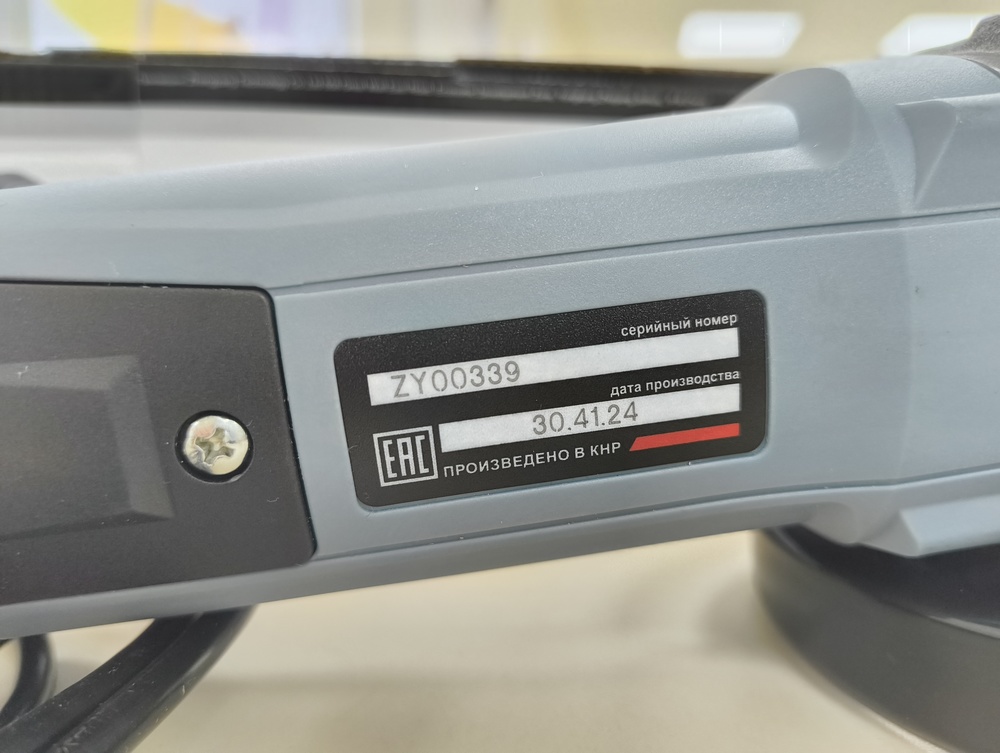 серийный номер
ZY00339
дата производства
30.41.24
EAC
ПРОИЗВЕДЕНО В КНР